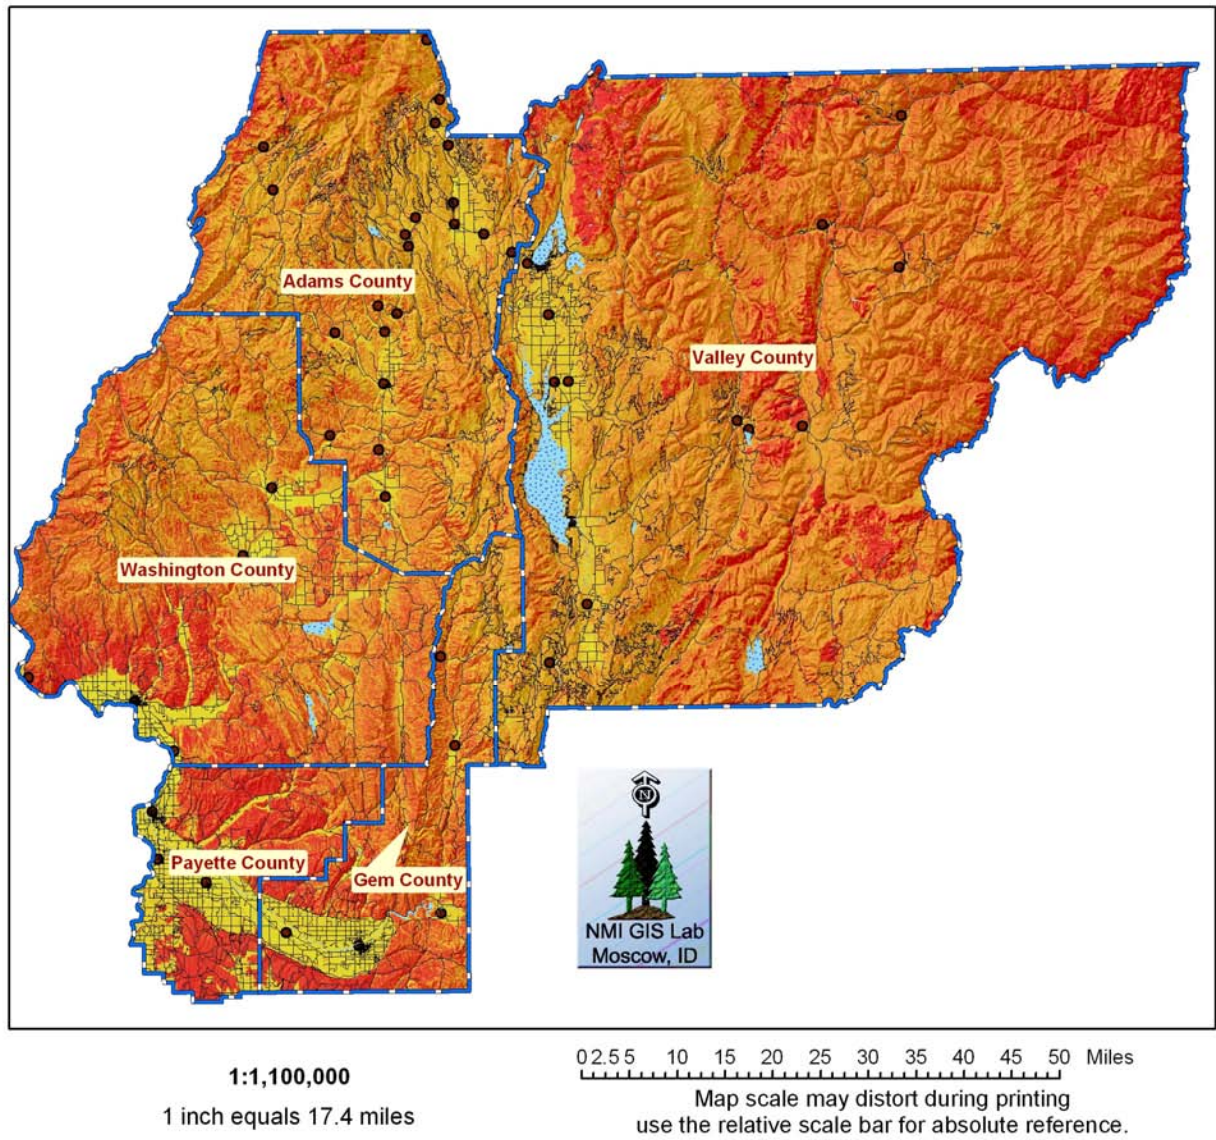 Adams County
Valley County
Washington County
Payette County
Gem County
N
NMI GIS Lab
Moscow, ID
1:1,100,000
1 inch equals 17.4 miles
0 2.5 5 10 15 20 25 30 35 40 45 50 Miles
Map scale may distort during printing
use the relative scale bar for absolute reference.